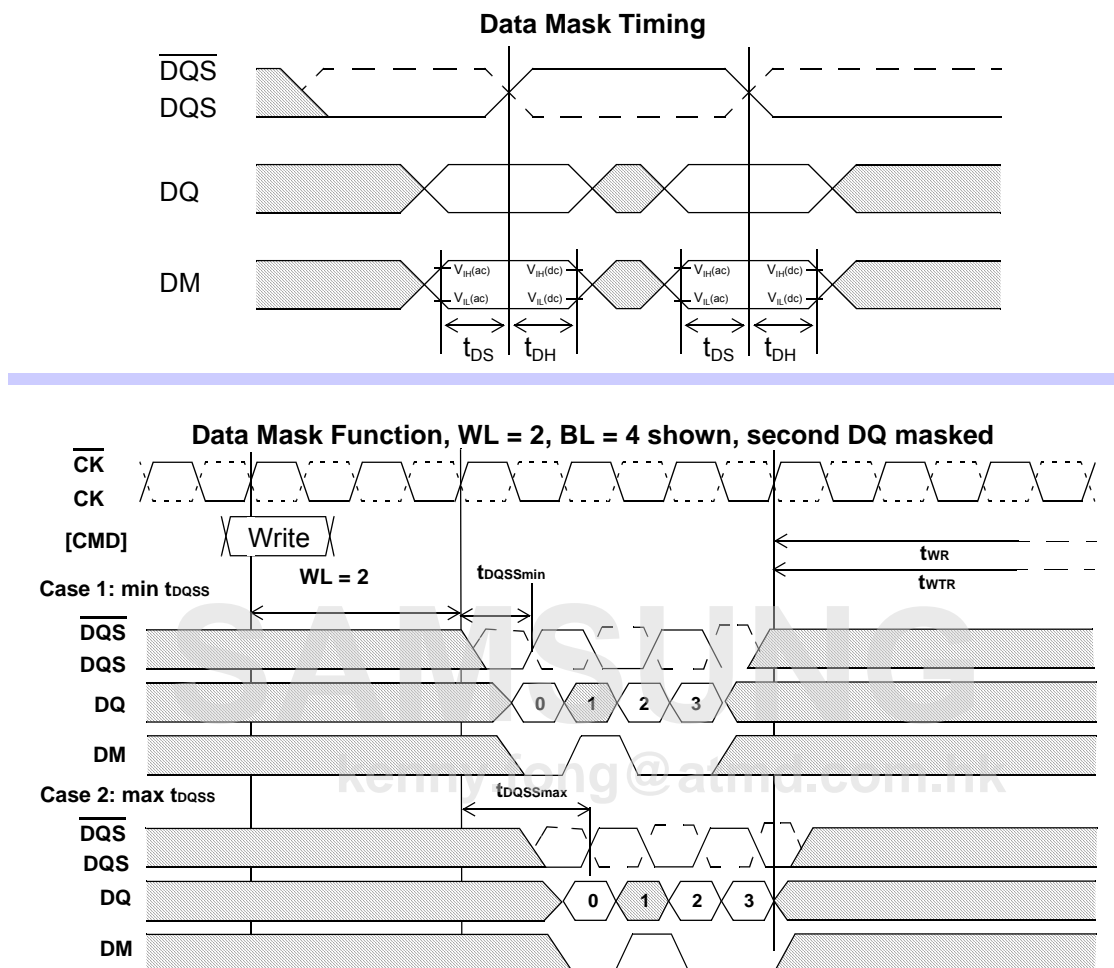 Data Mask Timing
DQS
DQS
DQ
DM
VIH(ac) VIH(dc) VIH(ac) VIH(dc)
VIL(ac) VIL(dc) VIL(ac) VIL(dc)
tDS tDH tDS tDH
Data Mask Function, WL = 2, BL = 4 shown, second DQ masked
CK
CK
[CMD] Write
tWR
WL = 2 tDQSSmin tWTR
Case 1: min tDQSS
DQS
DQS
SAMSUNG
DQ 0 1 2 3
DM
kenny.fong@atmd.com.hk
Case 2: max tDQSS tDQSSmax
DQS
DQS
DQ 0 1 2 3
DM